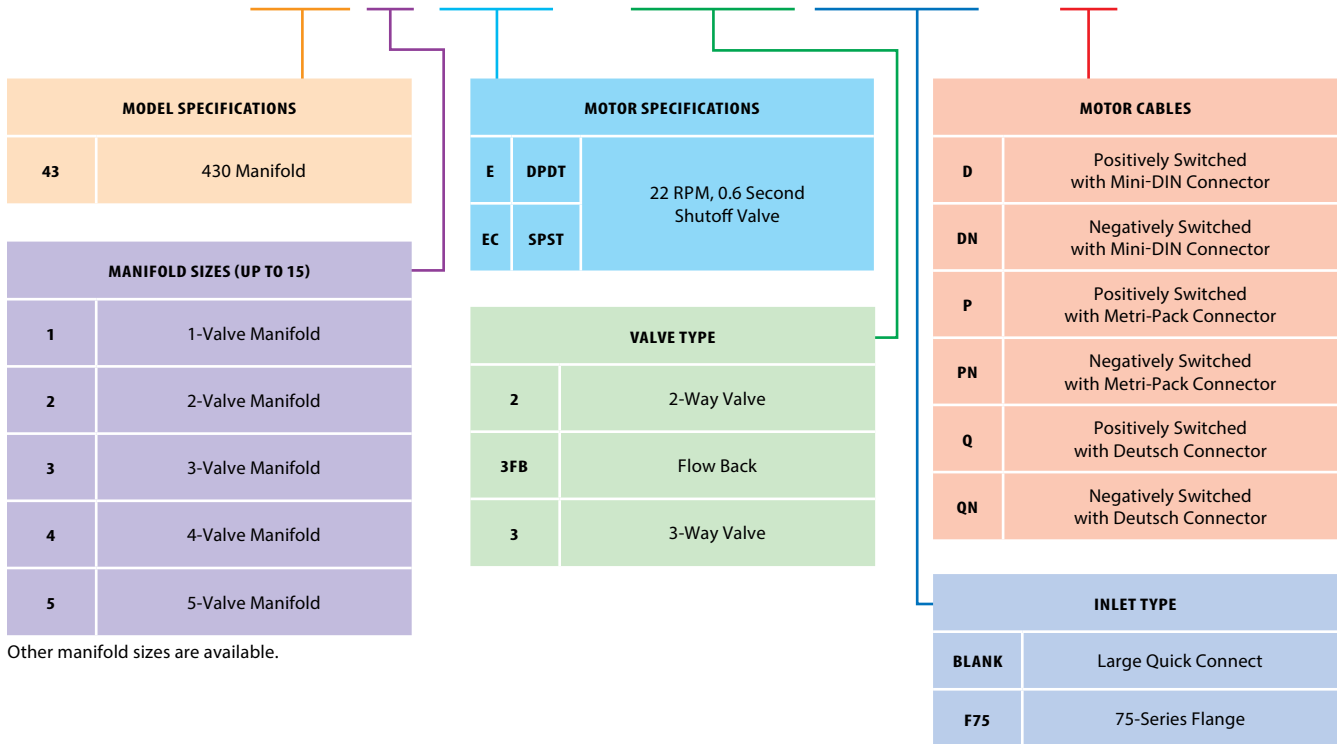 MODEL SPECIFICATIONS
43 430 Manifold
MANIFOLD SIZES (UP TO 15)
1 1-Valve Manifold
2 2-Valve Manifold
3 3-Valve Manifold
4 4-Valve Manifold
5 5-Valve Manifold
Other manifold sizes are available.
MOTOR SPECIFICATIONS
E DPDT
EC SPST
22 RPM, 0.6 Second
Shutoff Valve
VALVE TYPE
2 2-Way Valve
3FB Flow Back
3 3-Way Valve
MOTOR CABLES
D Positively Switched
with Mini-DIN Connector
DN Negatively Switched
with Mini-DIN Connector
P Positively Switched
with Metri-Pack Connector
PN Negatively Switched
with Metri-Pack Connector
Q Positively Switched
with Deutsch Connector
QN Negatively Switched
with Deutsch Connector
INLET TYPE
BLANK Large Quick Connect
F75 75-Series Flange